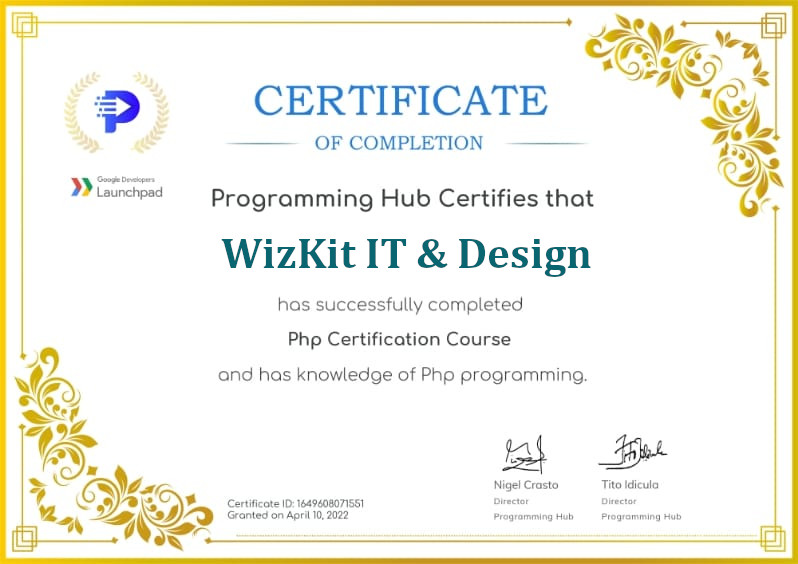 CERTIFICATE
OF COMPLETION
Google Developers
Launchpad
Programming Hub Certifies that
WizKit IT & Design
has successfully completed
Php Certification Course
and has knowledge of Php programming.
Nigel Crasto
Director
Programming Hub
Tito Idicula
Director
Programming Hub
Certificate ID: 1649608071551
Granted on April 10, 2022